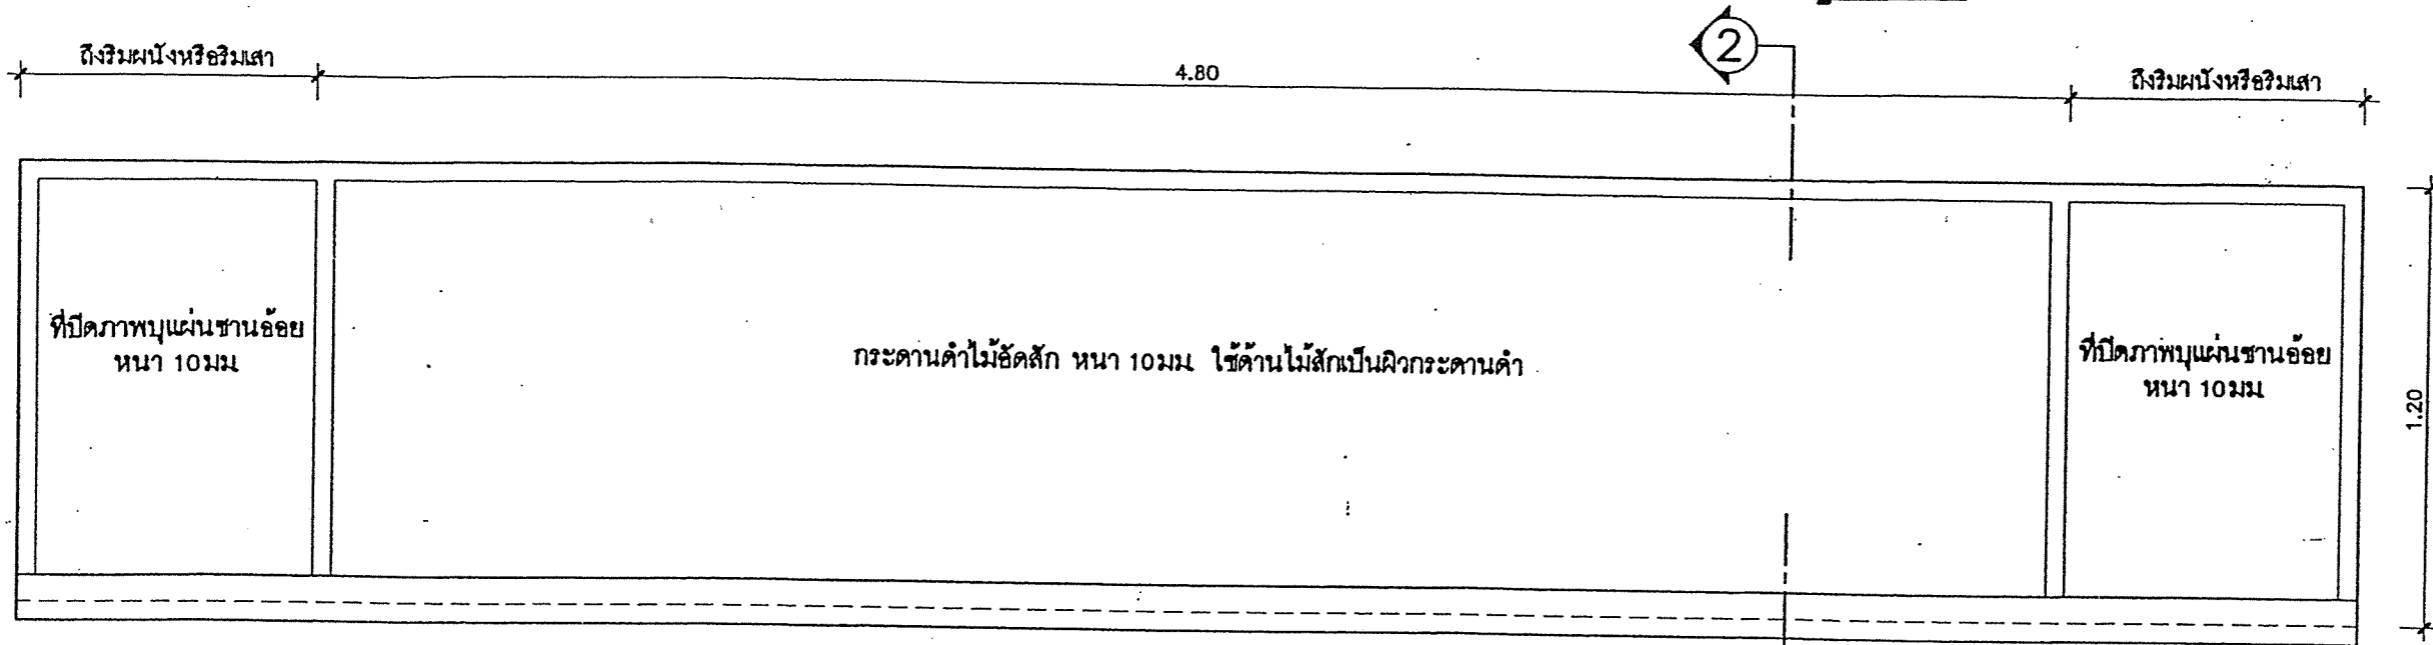 ถึงริมผนังหรือริมเสา
4.80
2
ถึงริมผนังหรือริมเสา
ที่ปิดภาพบุแผ่นชานอ้อย
หนา 10มม.
กระดานดำไม้อัดสัก หนา 10มม. ใช้ด้านไม้สักเป็นผิวกระดานดำ
ที่ปิดภาพบุแผ่นชานอ้อย
หนา 10มม.
1.20